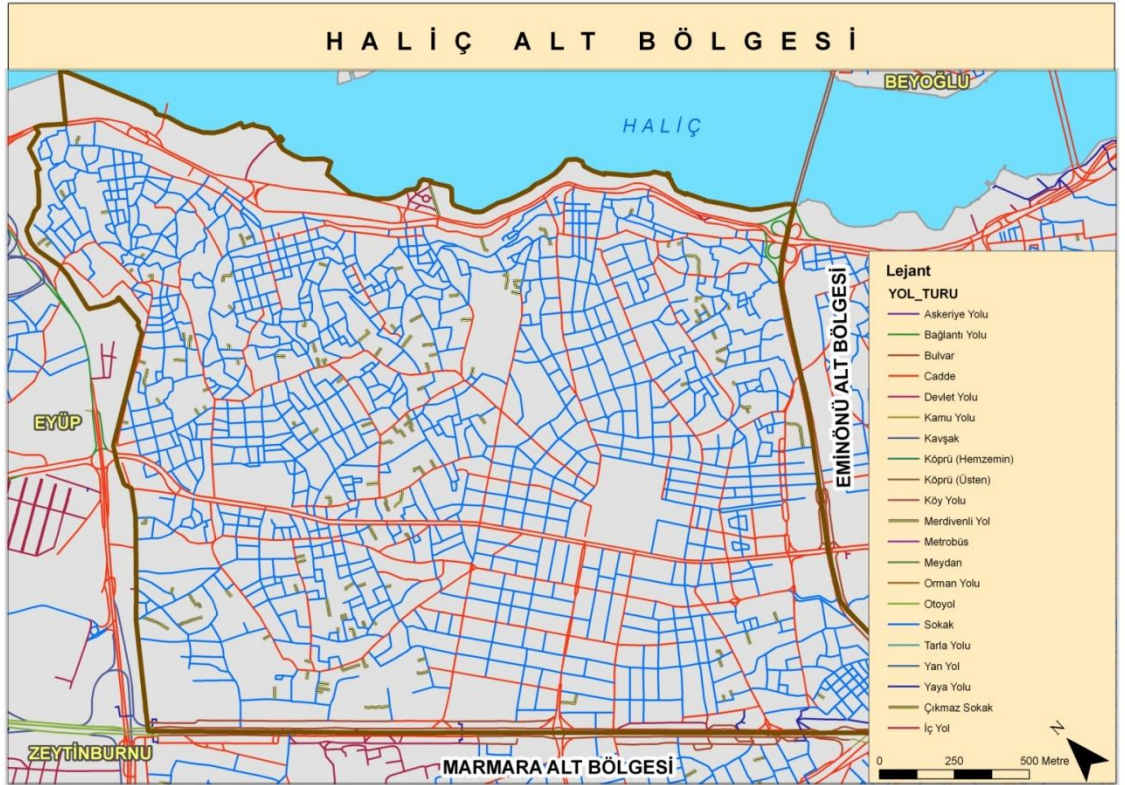 HALİÇ ALT BÖLGESİ
BEYOĞLU
HALİÇ
EYÜP
EMİNÖNÜ ALT BÖLGESİ
ZEYTİNBURNU
MARMARA ALT BÖLGESİ
Lejant
YOL_TURU
Askeriye Yolu
Bağlantı Yolu
Bulvar
Cadde
Devlet Yolu
Kamu Yolu
Kavşak
Köprü (Hemzemin)
Köprü (Üsten)
Köy Yolu
Merdivenli Yol
Metrobüs
Meydan
Orman Yolu
Otoyol
Sokak
Tarla Yolu
Yan Yol
Yaya Yolu
Çıkmaz Sokak
İç Yol
N
0 250 500 Metre